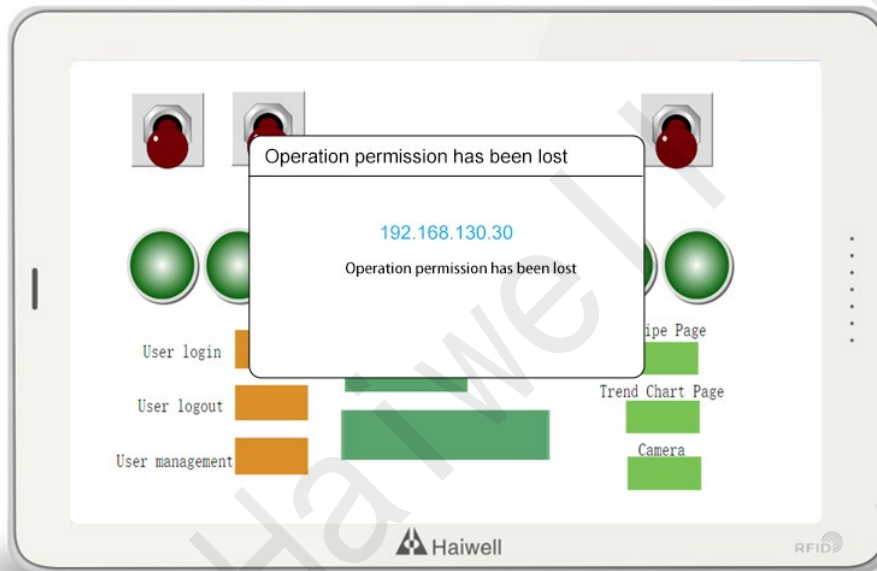 Operation permission has been lost
192.168.130.30
Operation permission has been lost
User login
User logout
User management
ipe Page
Trend Chart Page
Camera
Haiwell
RFID
Haiwell